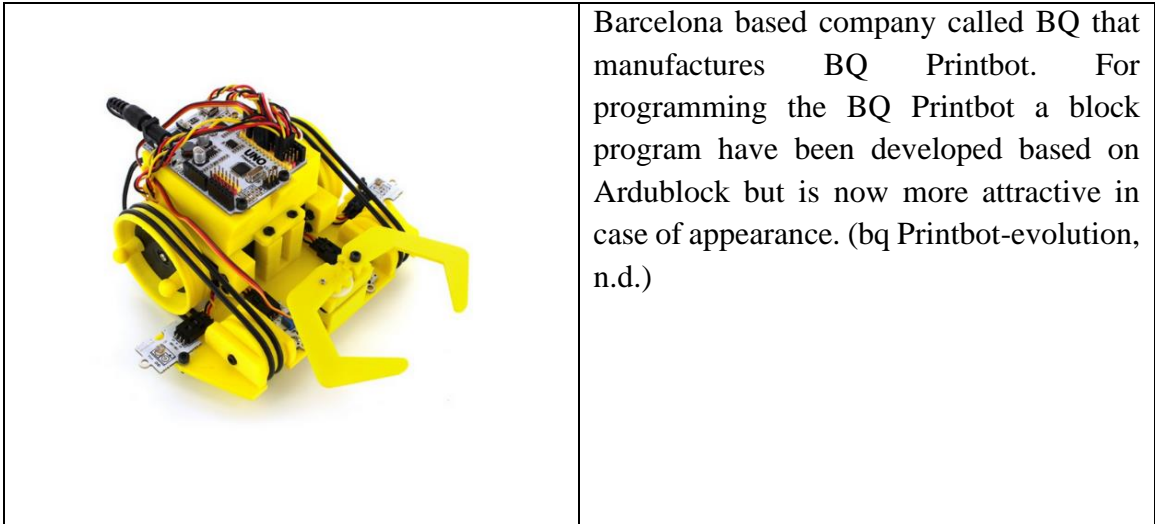 UNO
Barcelona based company called BQ that
manufactures BQ Printbot. For
programming the BQ Printbot a block
program have been developed based on
Ardublock but is now more attractive in
case of appearance. (bq Printbot-evolution,
n.d.)